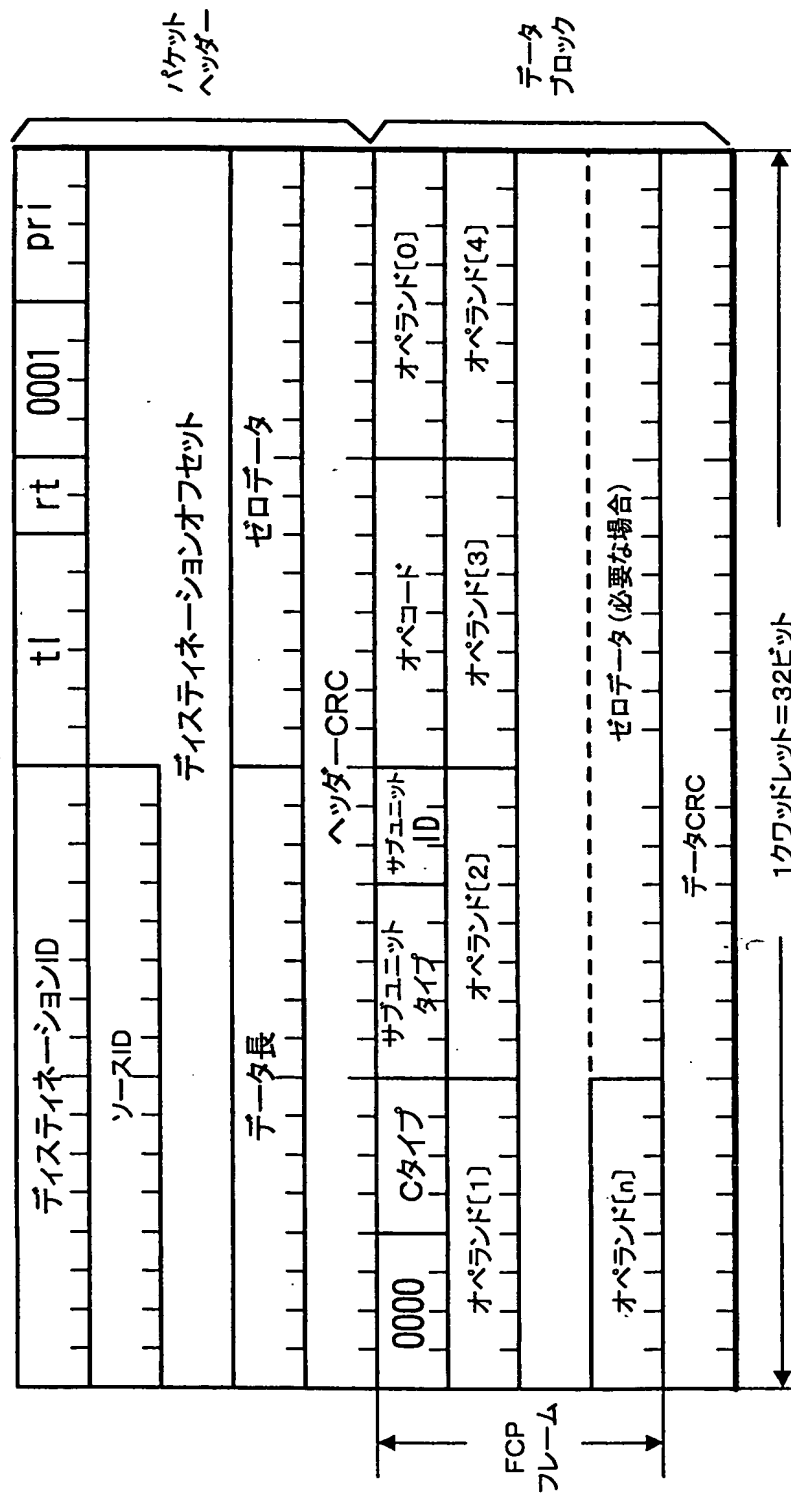 パケット
ヘッダー
ディスティネーションID
tl
rt
0001
pri
ソースID
ディスティネーションオフセット
データ長
ゼロデータ
ヘッダーCRC
データ
ブロック
FCP
フレーム
0000
Cタイプ
サブユニット
タイプ
サブユニット
ID
オペコード
オペランド[0]
オペランド[1]
オペランド[2]
オペランド[3]
オペランド[4]
オペランド[n]
ゼロデータ(必要な場合)
データCRC
1クワッドレット=32ビット